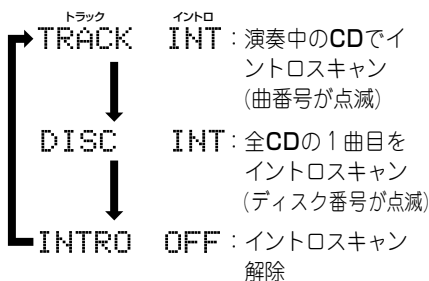 トラック イントロ
TRACK INT：演奏中のCDでイ
ントロスキャン
(曲番号が点滅)
DISC INT：全CDの1曲目を
イントロスキャン
(ディスク番号が点滅)
INTRO OFF：イントロスキャン
解除